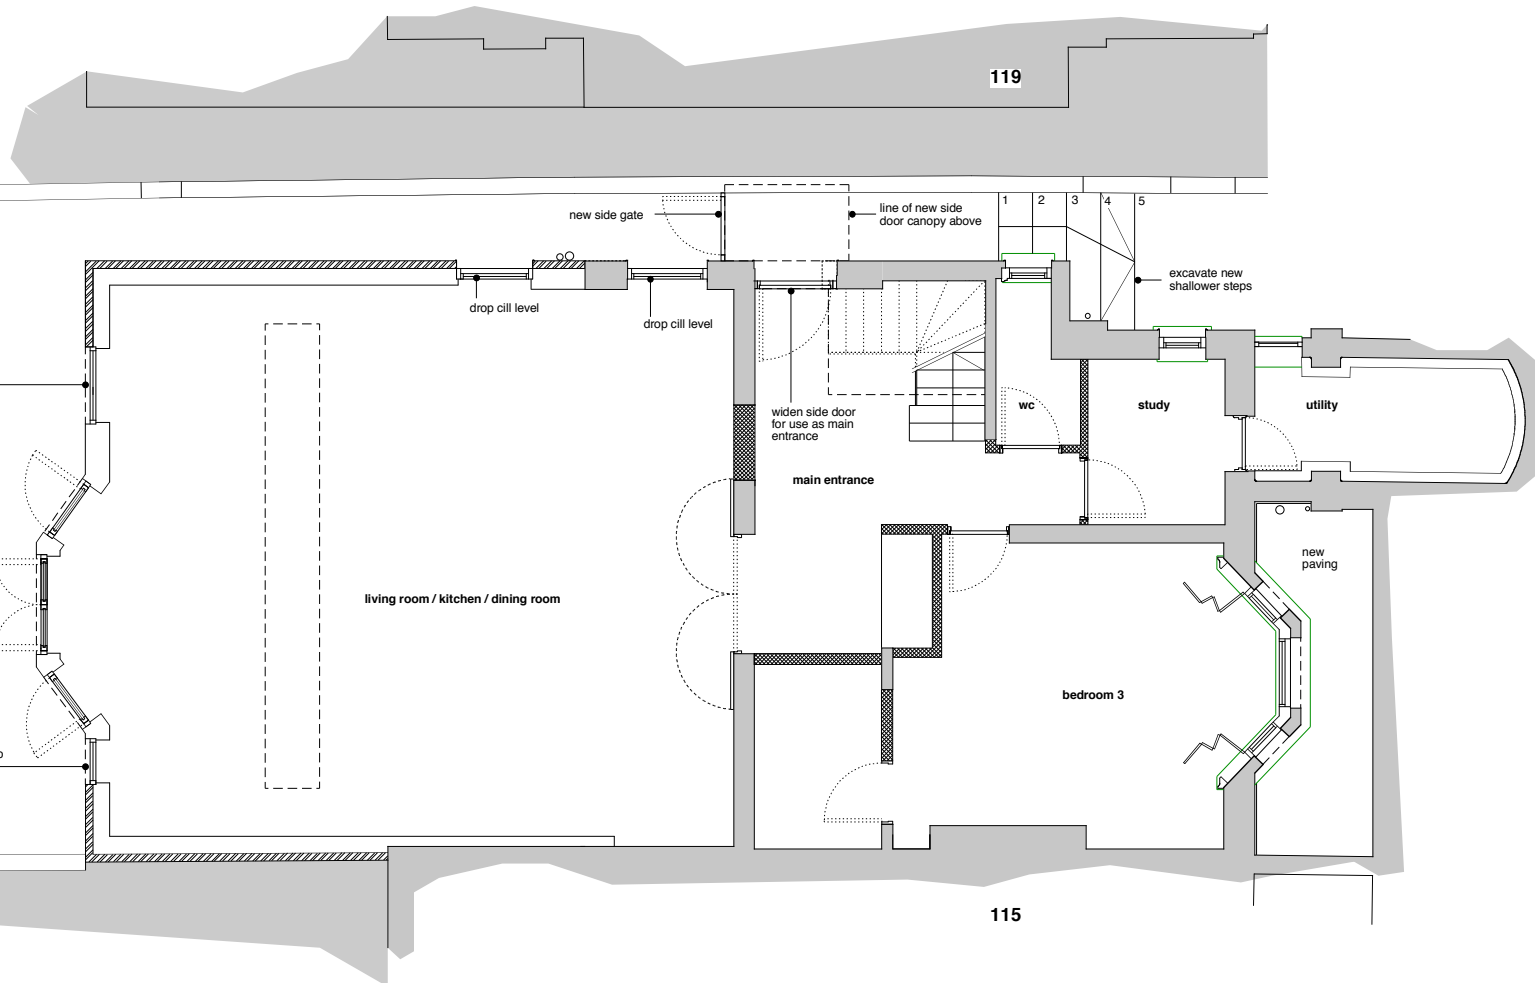 119
new side gate
line of new side
door canopy above
1
2
3
4
5
excavate new
shallower steps
drop cill level
drop cill level
widen side door
for use as main
entrance
wc
study
utility
main entrance
new
paving
living room / kitchen / dining room
bedroom 3
115